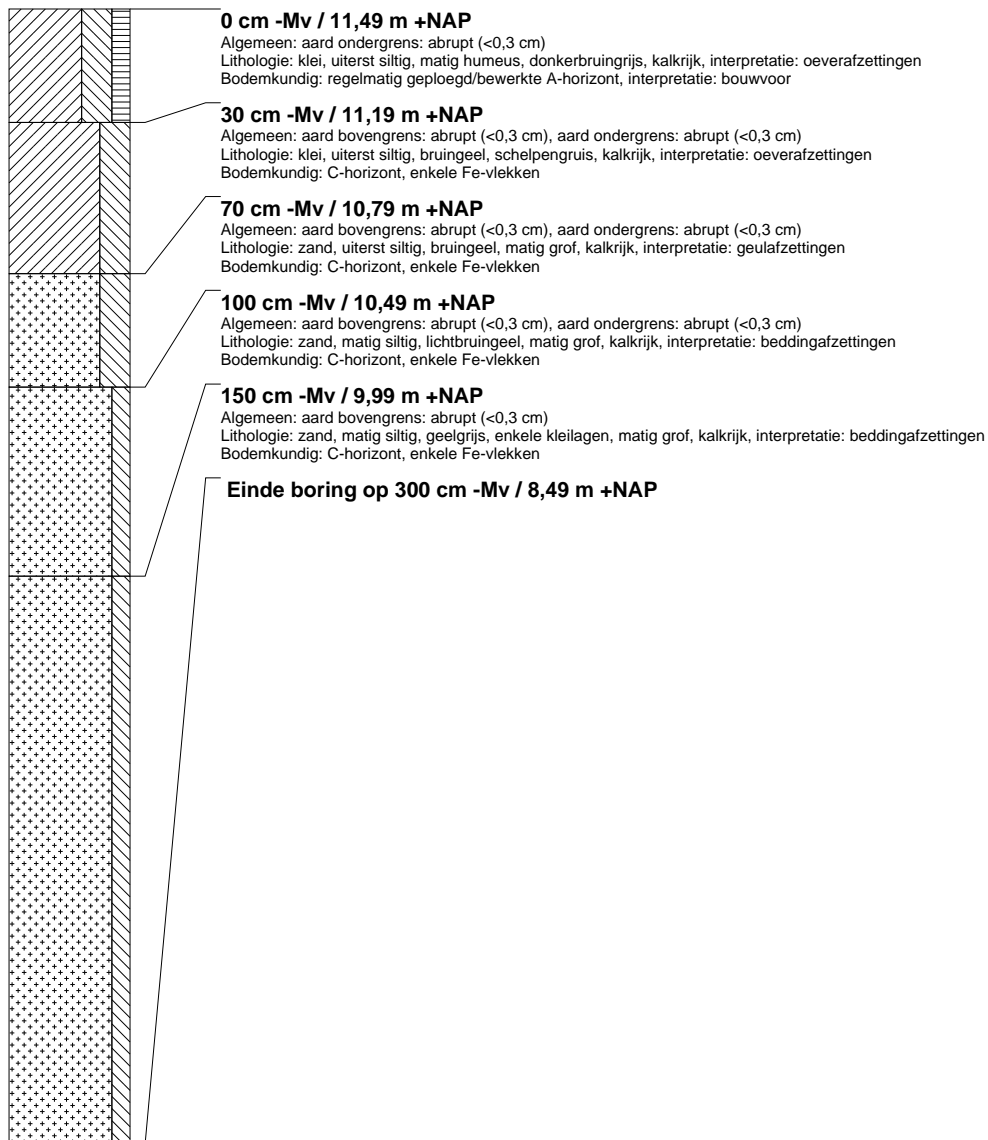 0 cm -Mv / 11,49 m +NAP
Algemeen: aard ondergrens: abrupt (<0,3 cm)
Lithologie: klei, uiterst siltig, matig humeus, donkerbruingrijs, kalkrijk, interpretatie: oeverafzettingen
Bodemkundig: regelmatig geploegd/bewerkte A-horizont, interpretatie: bouwvoor
30 cm -Mv / 11,19 m +NAP
Algemeen: aard bovengrens: abrupt (<0,3 cm), aard ondergrens: abrupt (<0,3 cm)
Lithologie: klei, uiterst siltig, bruingeel, schelpengruis, kalkrijk, interpretatie: oeverafzettingen
Bodemkundig: C-horizont, enkele Fe-vlekken
70 cm -Mv / 10,79 m +NAP
Algemeen: aard bovengrens: abrupt (<0,3 cm), aard ondergrens: abrupt (<0,3 cm)
Lithologie: zand, uiterst siltig, bruingeel, matig grof, kalkrijk, interpretatie: geulafzettingen
Bodemkundig: C-horizont, enkele Fe-vlekken
100 cm -Mv / 10,49 m +NAP
Algemeen: aard bovengrens: abrupt (<0,3 cm), aard ondergrens: abrupt (<0,3 cm)
Lithologie: zand, matig siltig, lichtbruingeel, matig grof, kalkrijk, interpretatie: beddingafzettingen
Bodemkundig: C-horizont, enkele Fe-vlekken
150 cm -Mv / 9,99 m +NAP
Algemeen: aard bovengrens: abrupt (<0,3 cm)
Lithologie: zand, matig siltig, geelgrijs, enkele kleilagen, matig grof, kalkrijk, interpretatie: beddingafzettingen
Bodemkundig: C-horizont, enkele Fe-vlekken
Einde boring op 300 cm -Mv / 8,49 m +NAP